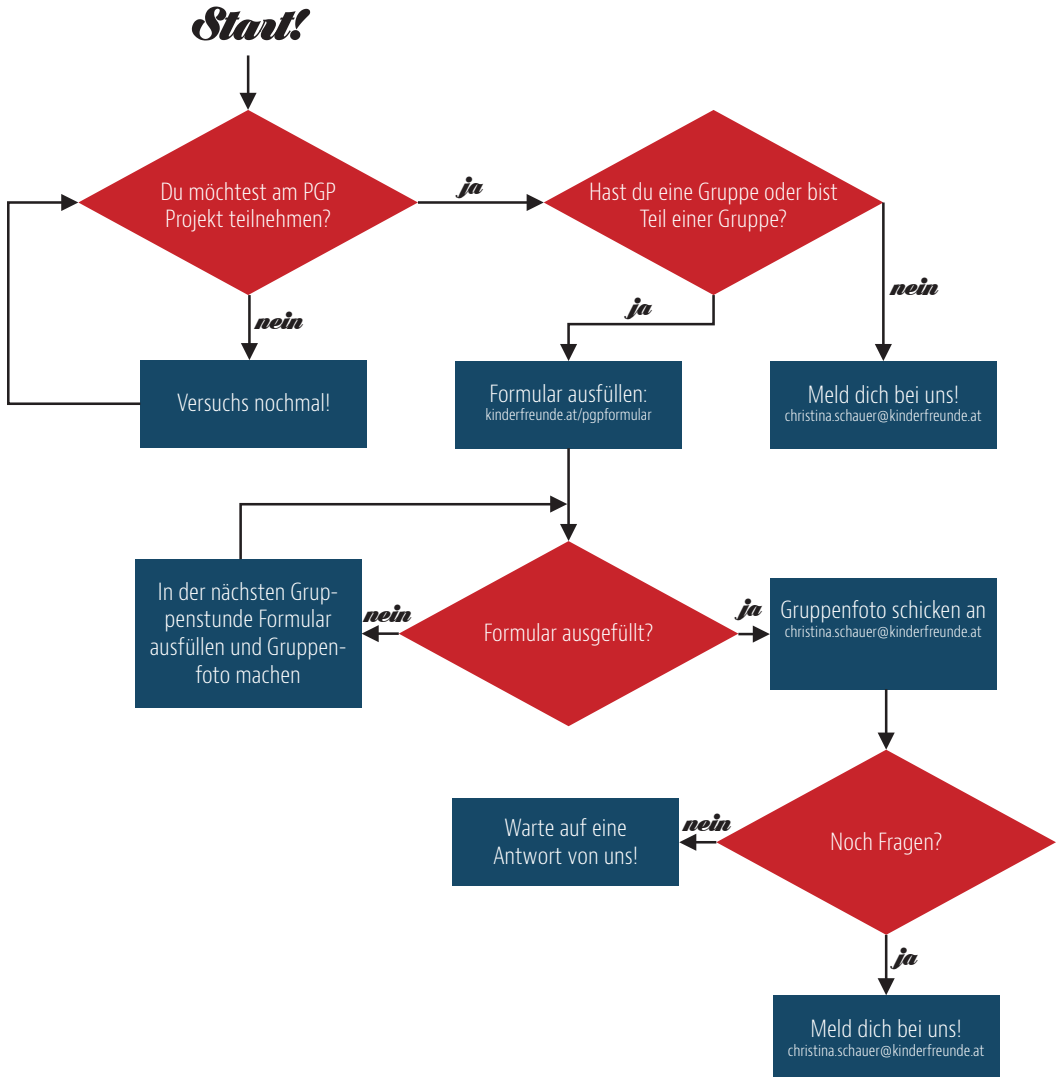 Start!
Du möchtest am PGP
Projekt teilnehmen?
ja
Hast du eine Gruppe oder bist
Teil einer Gruppe?
nein
ja
nein
Versuchs nochmal!
Formular ausfüllen:
kinderfreunde.at/pgpformular
Meld dich bei uns!
christina.schauer@kinderfreunde.at
In der nächsten Grup-
penstunde Formular
ausfüllen und Gruppen-
foto machen
nein
Formular ausgefüllt?
ja
Gruppenfoto schicken an
christina.schauer@kinderfreunde.at
Warte auf eine
Antwort von uns!
nein
Noch Fragen?
ja
Meld dich bei uns!
christina.schauer@kinderfreunde.at